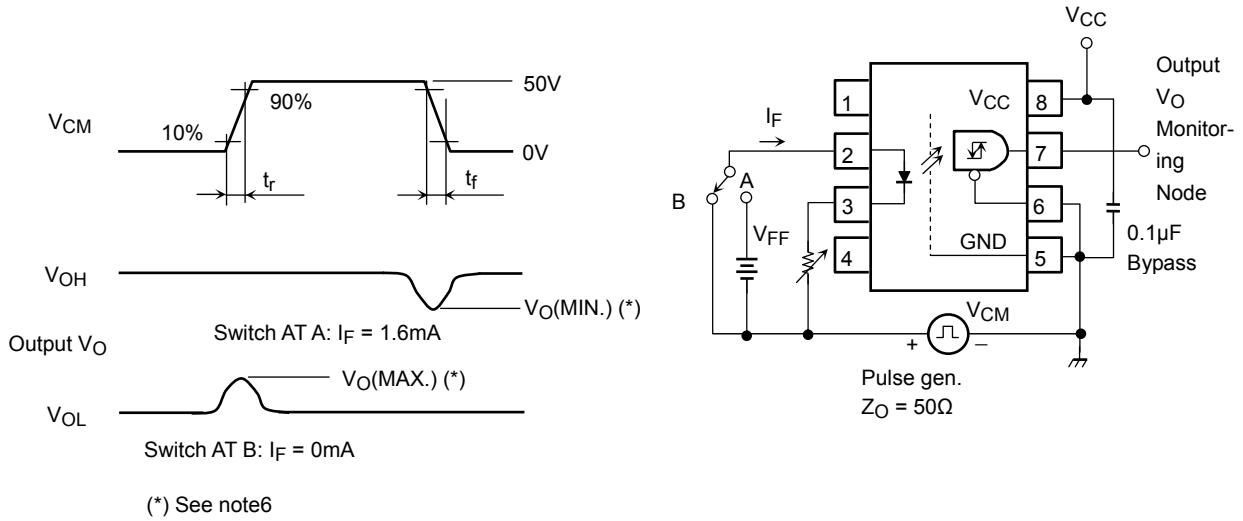 VCM
10%
90%
50V
0V
tr
tf
VOH
VO(MIN.) (*)
Switch AT A: IF = 1.6mA
Output VO
VO(MAX.) (*)
VOL
Switch AT B: IF = 0mA
(*) See note6
VCC
Output
VO
Monitor-
ing
Node
IF
B
A
VFF
1
2
3
4
VCC
GND
8
7
6
5
0.1μF
Bypass
VCM
+
−
Pulse gen.
ZO = 50Ω